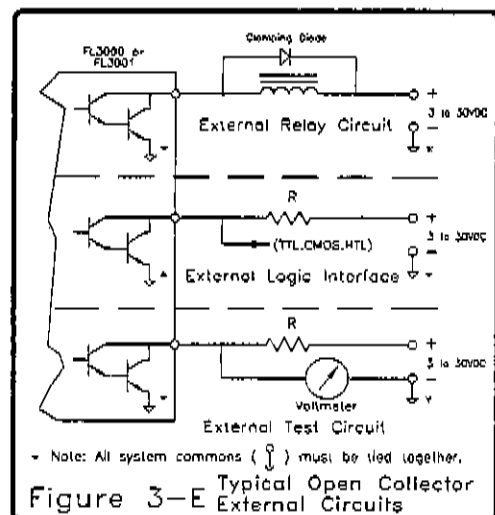 FL3000 or
FL3001
Clamping Diode
+
3 to 30VDC
External Relay Circuit
–
R
+
3 to 30VDC
(TTL,CMOS,HTL)
–
External Logic Interface
R
+
3 to 30VDC
–
Voltmeter
External Test Circuit
Note: All system commons ( ) must be tied together.
Figure 3-E Typical Open Collector
External Circuits